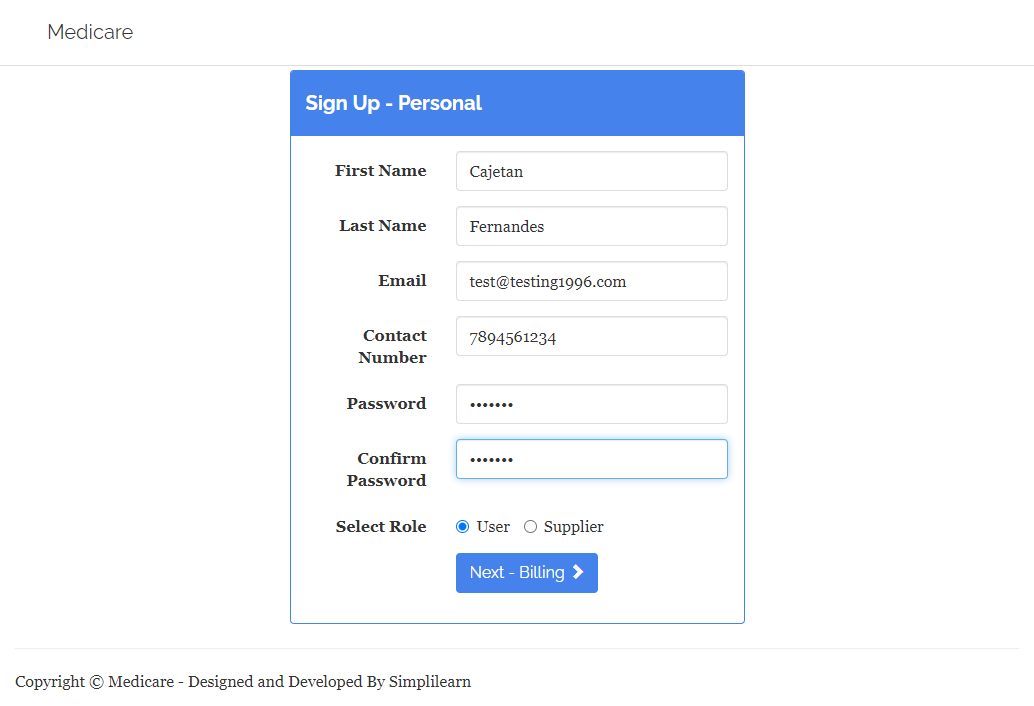 Medicare
Sign Up - Personal
First Name
Cajetan
Last Name
Fernandes
Email
test@testing1996.com
Contact
Number
7894561234
Password
•••••••
Confirm
Password
•••••••
Select Role
User Supplier
Next - Billing
Copyright © Medicare - Designed and Developed By Simplilearn